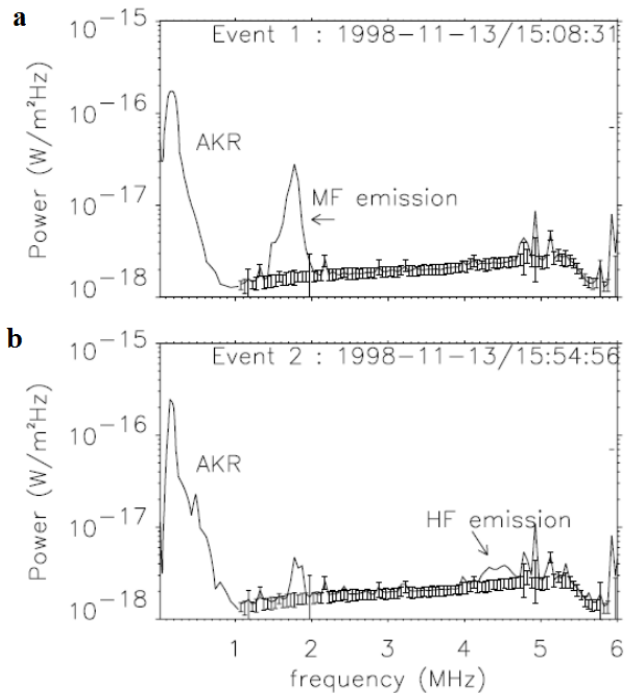 a
Event 1 : 1998-11-13/15:08:31
10-15
10-16
10-17
10-18
Power (W/m²Hz)
AKR
MF emission
b
Event 2 : 1998-11-13/15:54:56
10-15
10-16
10-17
10-18
Power (W/m²Hz)
AKR
HF emission
1 2 3 4 5 6
frequency (MHz)